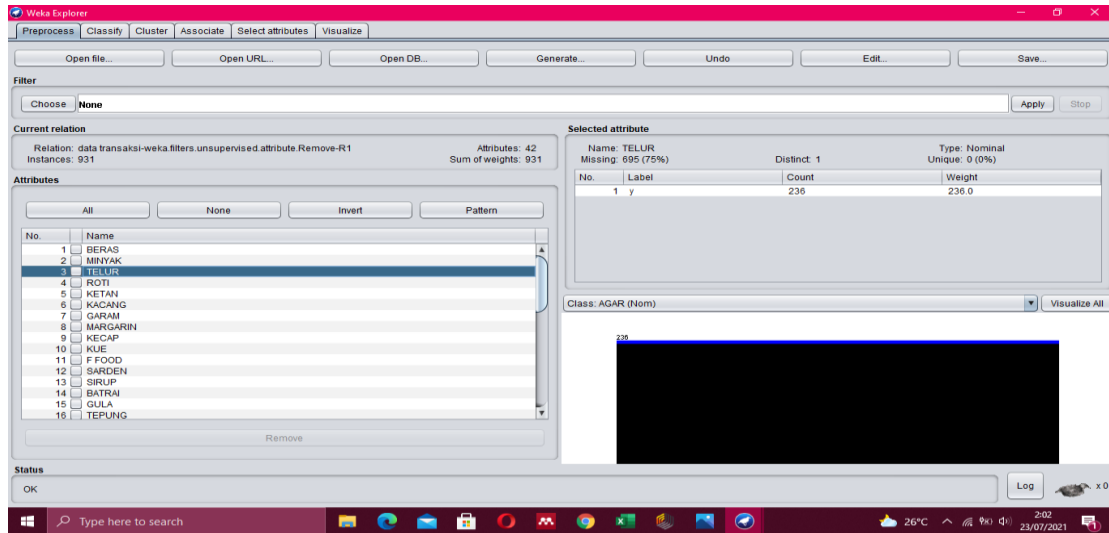 Weka Explorer
Preprocess Classify Cluster Associate Select attributes Visualize
Open file... Open URL... Open DB... Generate... Undo Edit... Save...
Filter
Choose None Apply Stop
Current relation
Relation: data transaksi-weka.filters.unsupervised.attribute.Remove-R1 Attributes: 42
Instances: 931 Sum of weights: 931
Attributes
All None Invert Pattern
No. Name
1 BERAS
2 MINYAK
3 TELUR
4 ROTI
5 KETAN
6 KACANG
7 GARAM
8 MARGARIN
9 KECAP
10 KUE
11 F FOOD
12 SARDEN
13 SIRUP
14 BATRAI
15 GULA
16 TEPUNG
Remove
Selected attribute
Name: TELUR Type: Nominal
Missing: 695 (75%) Distinct: 1 Unique: 0 (0%)
No. Label Count Weight
1 y 236 236.0
Class: AGAR (Nom) Visualize All
236
Status
OK Log x 0
Type here to search 26°C 2:02
23/07/2021